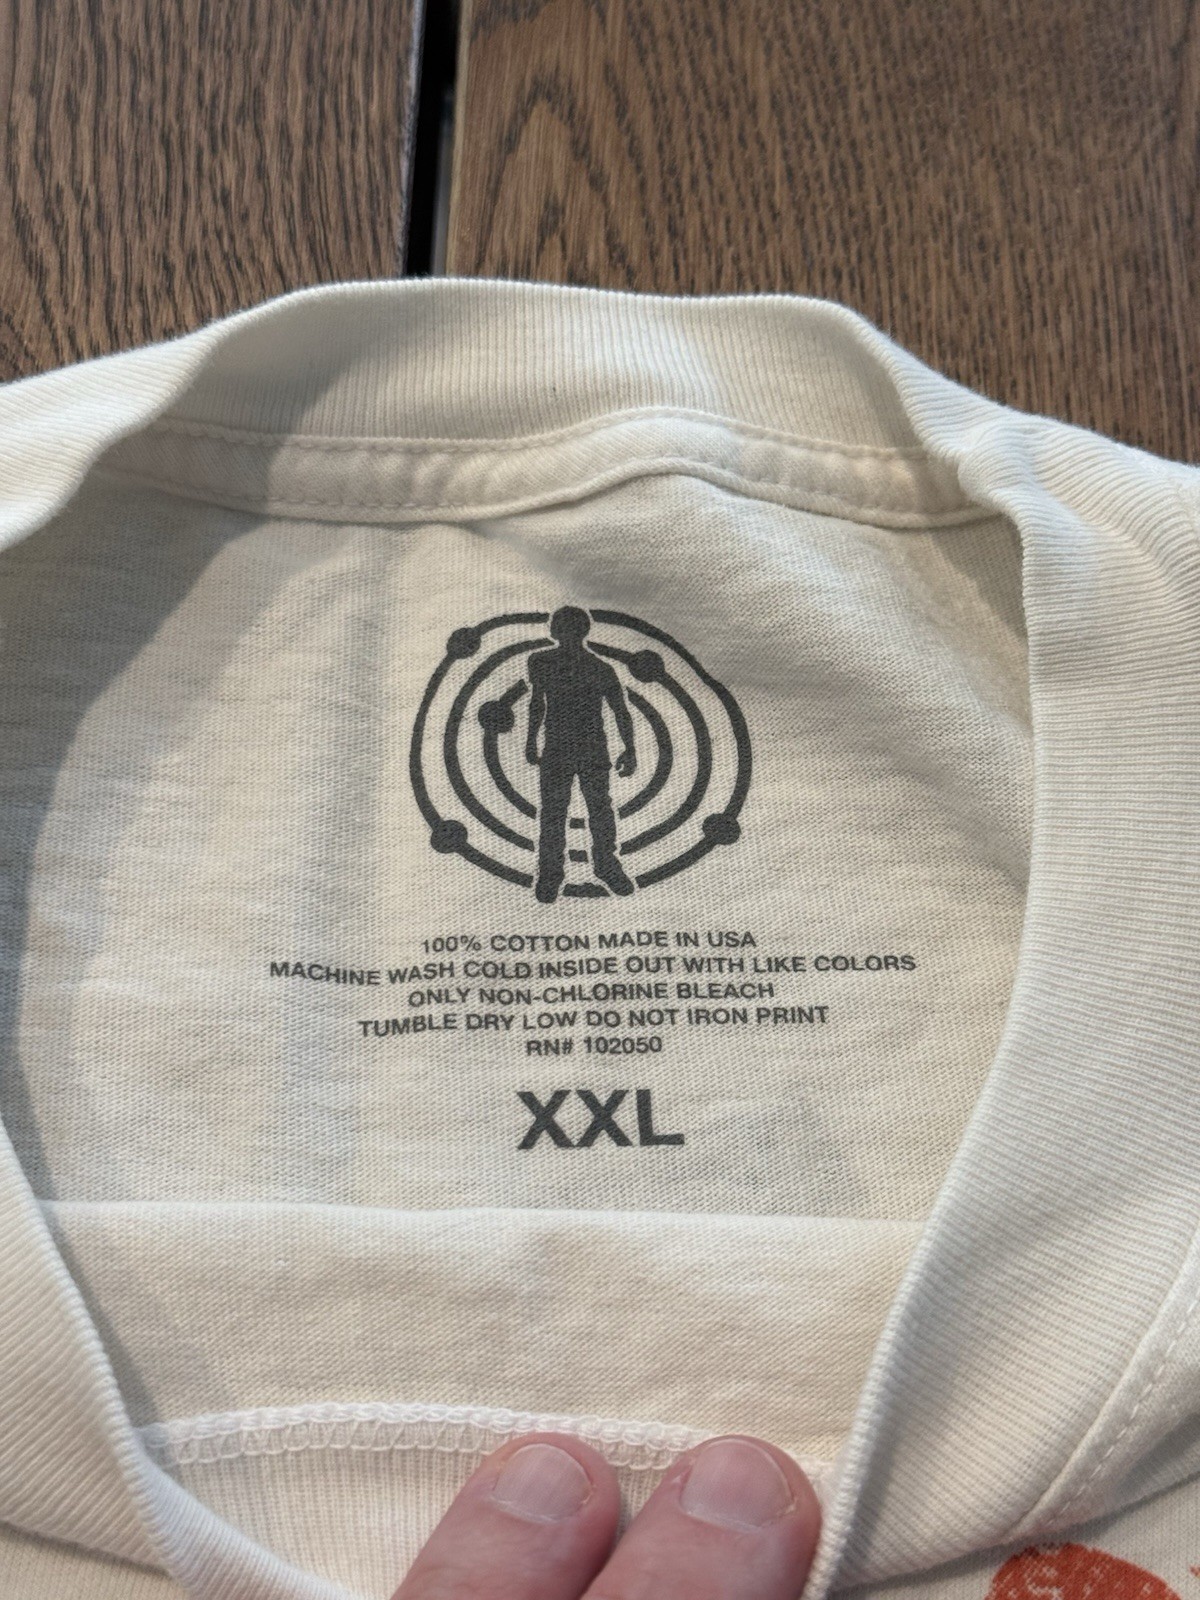 100% COTTON MADE IN USA
MACHINE WASH COLD INSIDE OUT WITH LIKE COLORS
ONLY NON-CHLORINE BLEACH
TUMBLE DRY LOW DO NOT IRON PRINT
RN# 102050
XXL